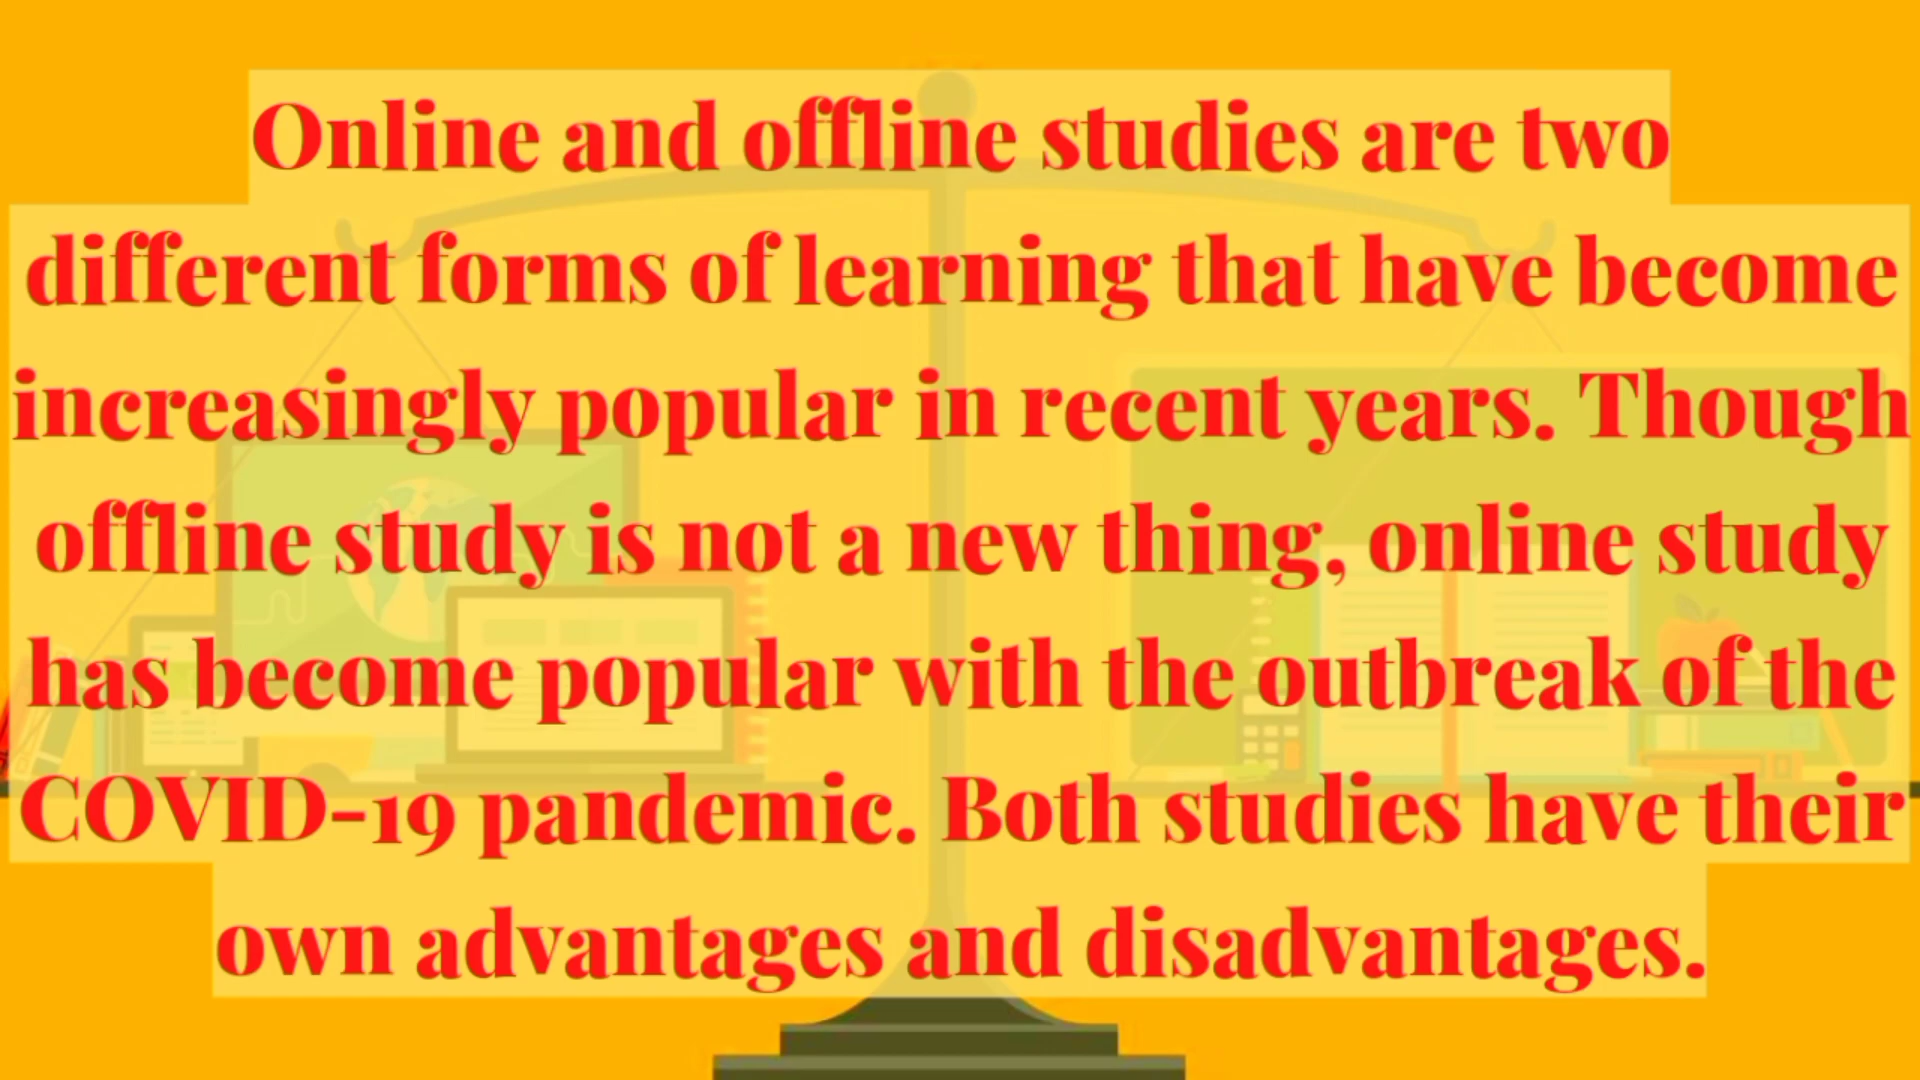 Online and offline studies are two
different forms of learning that have become
increasingly popular in recent years. Though
offline study is not a new thing, online study
has become popular with the outbreak of the
COVID-19 pandemic. Both studies have their
own advantages and disadvantages.